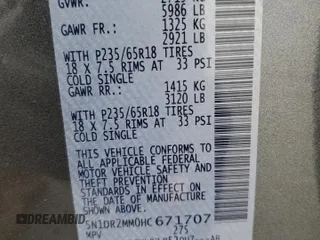 GVWR:
5986 LB
GAWR FR.: 1325 KG
2921 LB
WITH P235/65R18 TIRES
18 X 7.5 RIMS AT 33 PSI
COLD SINGLE
GAWR RR.: 1415 KG
3120 LB
WITH P235/65R18 TIRES
18 X 7.5 RIMS AT 33 PSI
COLD SINGLE
THIS VEHICLE CONFORMS TO
ALL APPLICABLE FEDERAL
MOTOR VEHICLE SAFETY AND
THEFT PREVENTION
STANDARDS IN EFFECT ON
THE DATE OF MANUFACTURE
SHOWN ABOVE.
5N1DR2MM0HC671707
MPV 275
DREAMBID